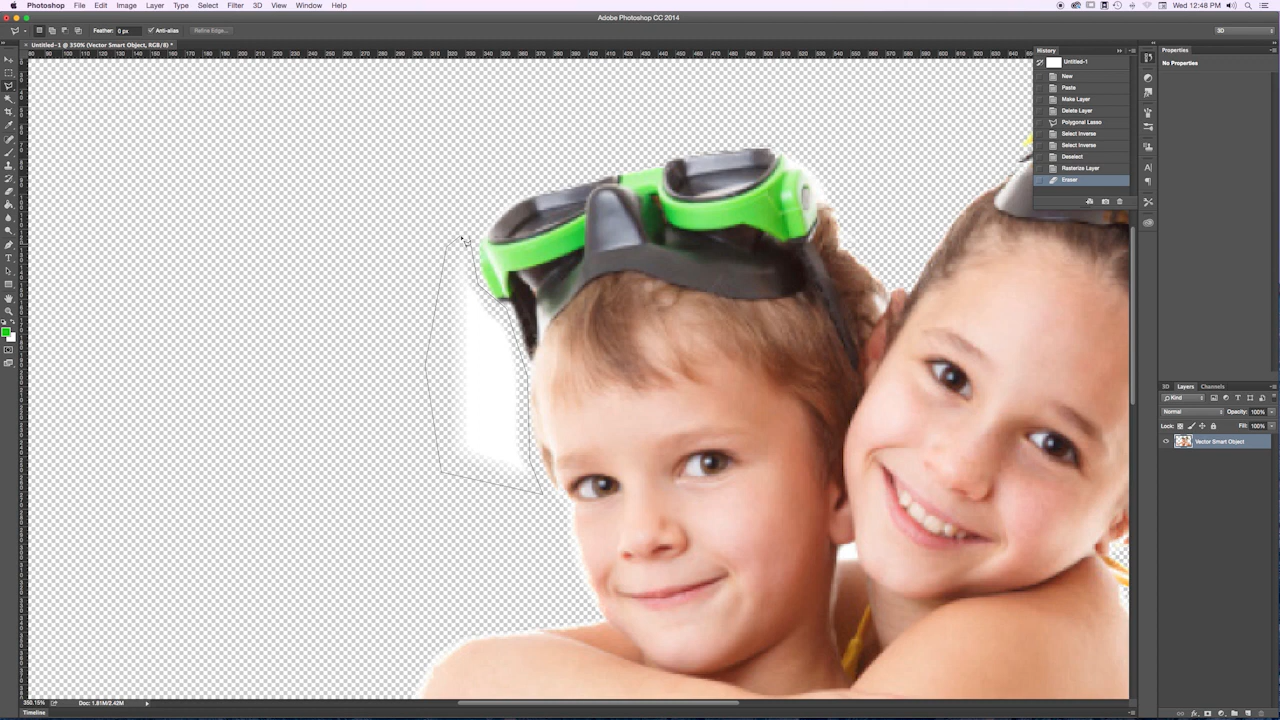 Photoshop File Edit Image Layer Type Select Filter 3D View Window Help Wed 12:48 PM
Adobe Photoshop CC 2014
Feather: 0 px Anti-alias Refine Edge... 3D
Untitled-1 @ 350% (Vector Smart Object, RGB/8) *
History
Untitled-1
New
Paste
Make Layer
Delete Layer
Polygonal Lasso
Select Inverse
Select Inverse
Deselect
Rasterize Layer
Eraser
Properties
No Properties
3D Layers Channels
Kind
Normal Opacity: 100%
Lock: Fill: 100%
Vector Smart Object
350.15% Doc: 1.81M/2.42M
Timeline